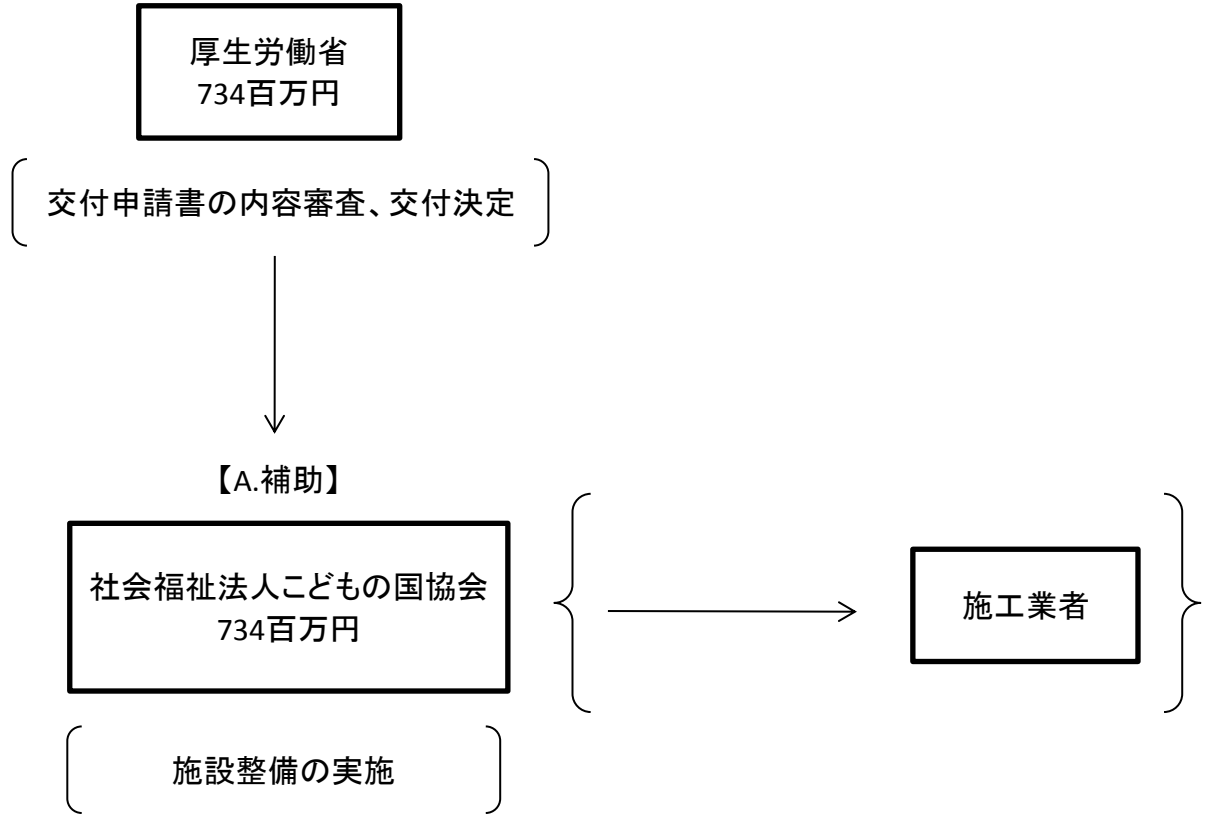 厚生労働省
734百万円
交付申請書の内容審査、交付決定
【A.補助】
社会福祉法人こどもの国協会
734百万円
施工業者
施設整備の実施